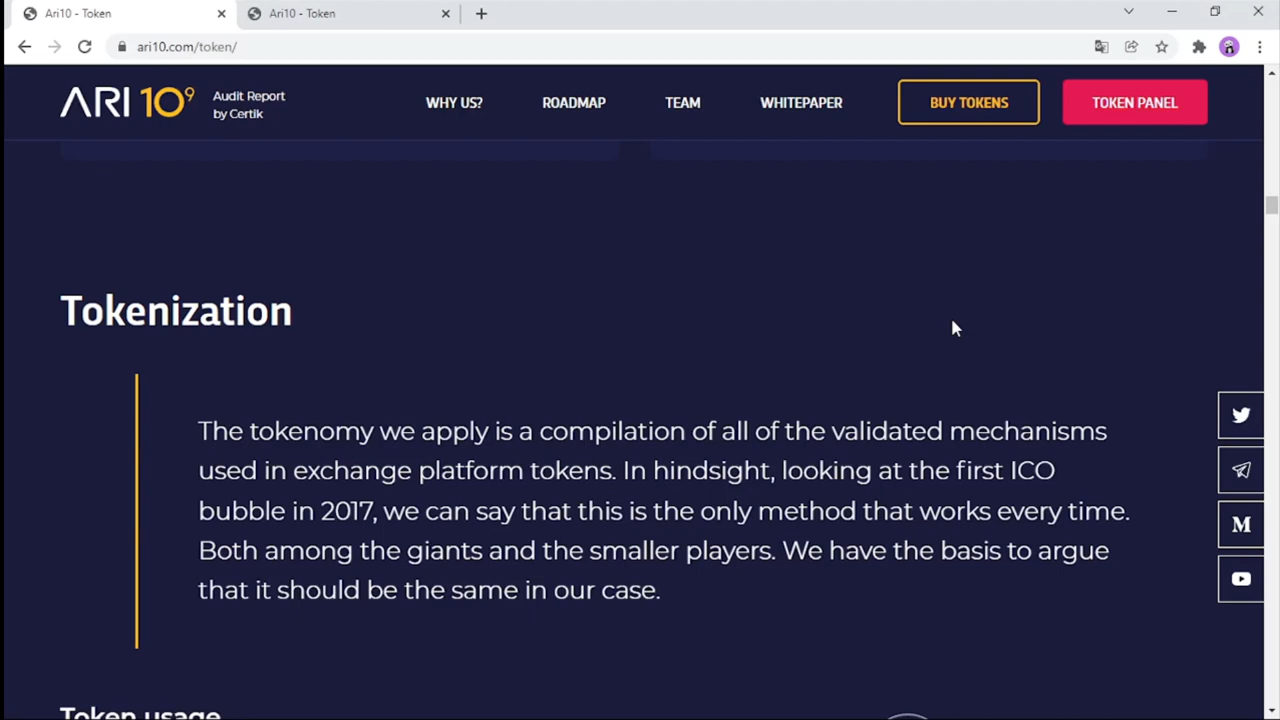 Ari10 - Token
Ari10 - Token
ari10.com/token/
ARI 10⁹
Audit Report
by Certik
WHY US?
ROADMAP
TEAM
WHITEPAPER
BUY TOKENS
TOKEN PANEL
Tokenization
The tokenomy we apply is a compilation of all of the validated mechanisms
used in exchange platform tokens. In hindsight, looking at the first ICO
bubble in 2017, we can say that this is the only method that works every time.
Both among the giants and the smaller players. We have the basis to argue
that it should be the same in our case.
M
Token usage